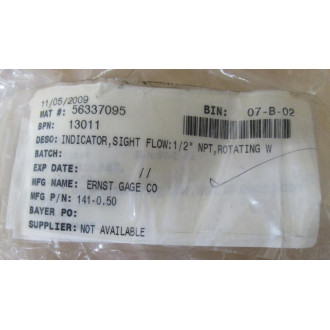 11/05/2009
MAT #: 56337095 BIN: 07-B-02
BPN: 13011
DESC: INDICATOR,SIGHT FLOW:1/2" NPT,ROTATING W
BATCH:
EXP DATE: //
MFG NAME: ERNST GAGE CO
MFG P/N: 141-0.50
BAYER PO:
SUPPLIER: NOT AVAILABLE